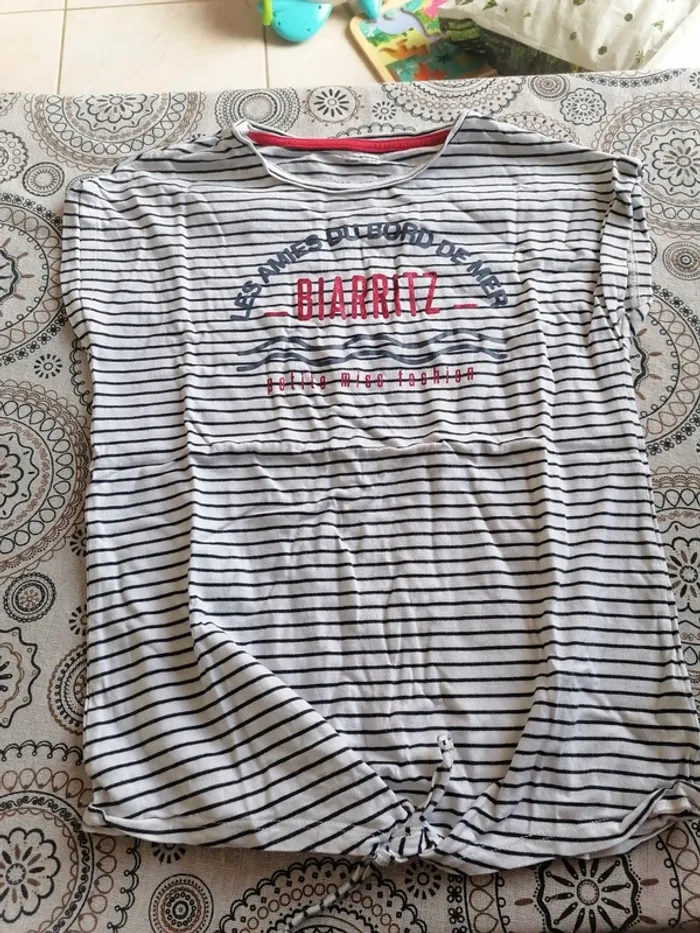 LES AMIES DU BORD DE MER
BIARRITZ
petite miss fashion